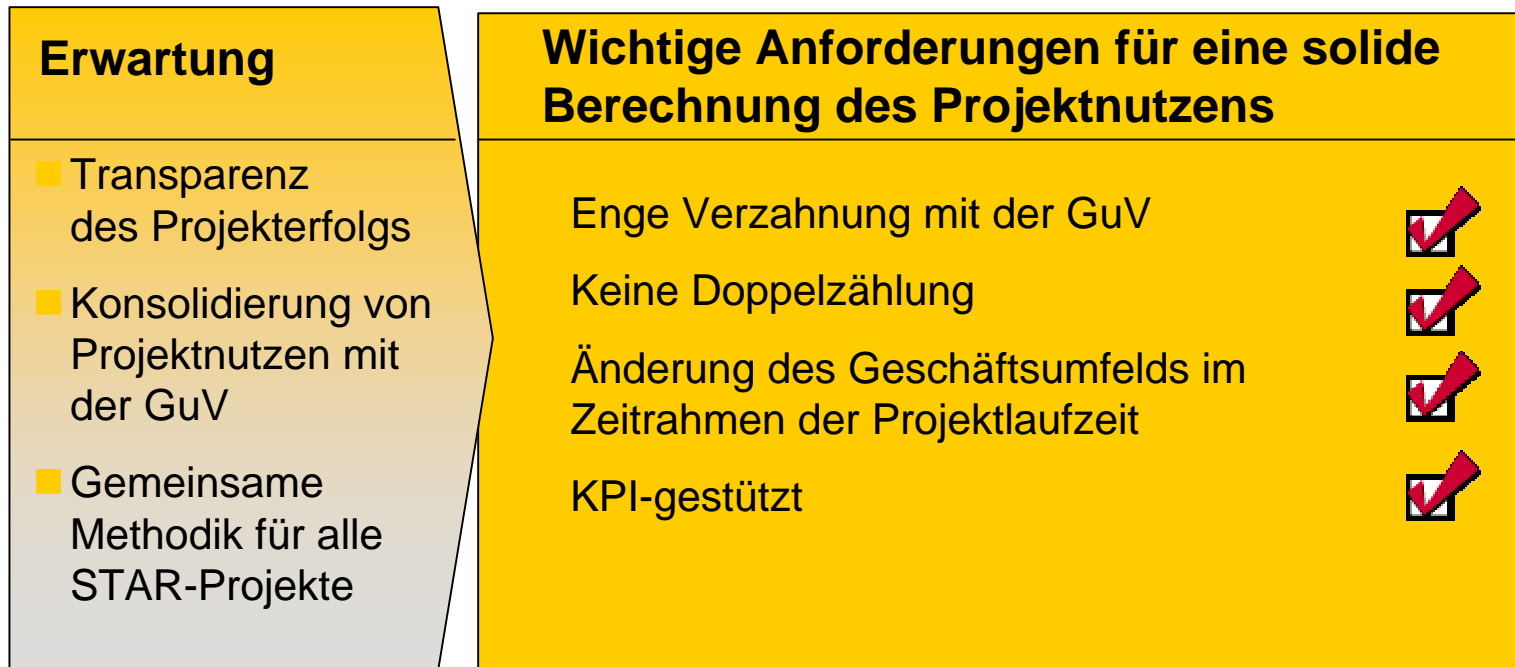 Erwartung
Transparenz
des Projekterfolgs
Konsolidierung von
Projektnutzen mit
der GuV
Gemeinsame
Methodik für alle
STAR-Projekte
Wichtige Anforderungen für eine solide
Berechnung des Projektnutzens
Enge Verzahnung mit der GuV
Keine Doppelzählung
Änderung des Geschäftsumfelds im
Zeitrahmen der Projektlaufzeit
KPI-gestützt